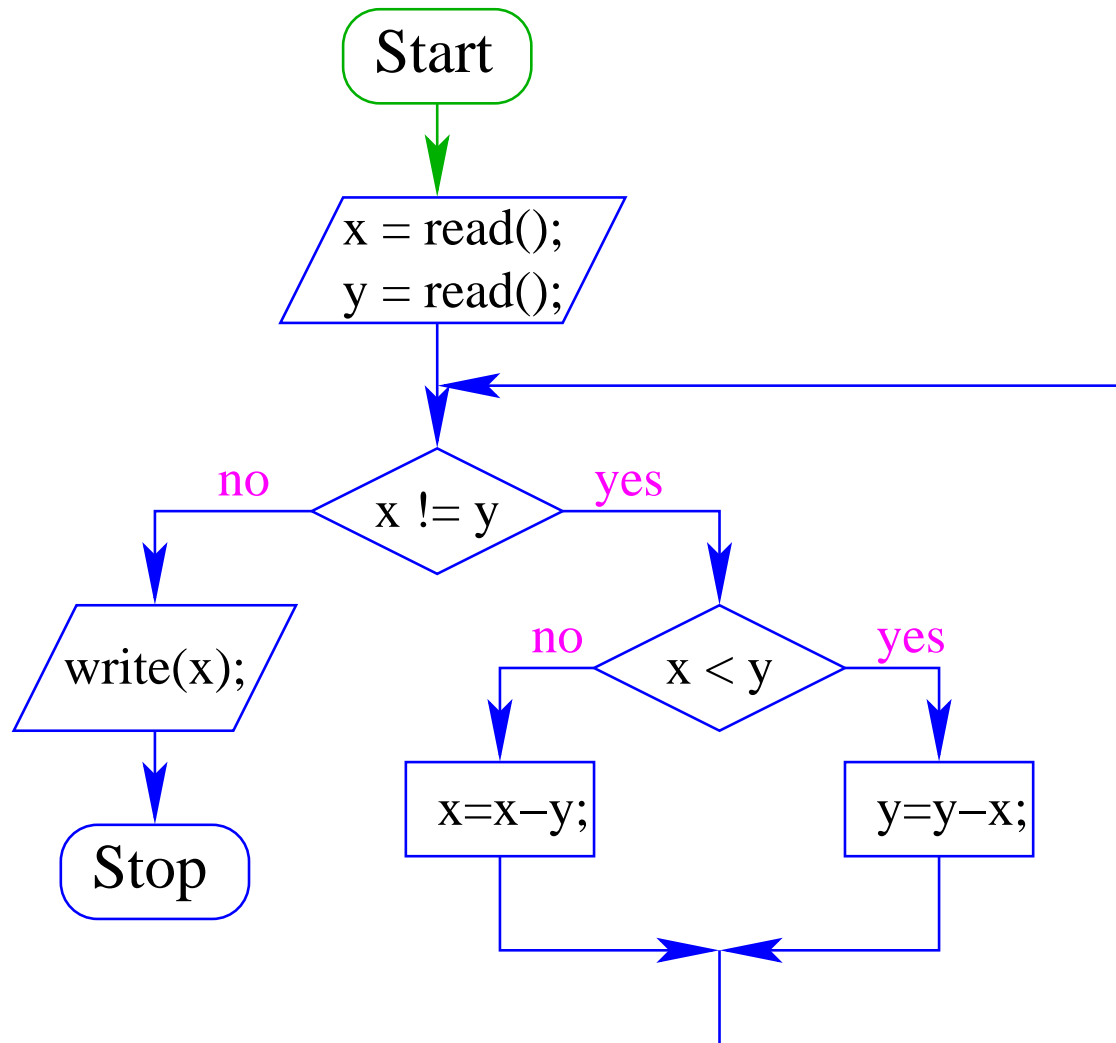 Start
x = read();
y = read();
no
yes
x != y
no
yes
write(x);
x < y
x=x−y;
y=y−x;
Stop